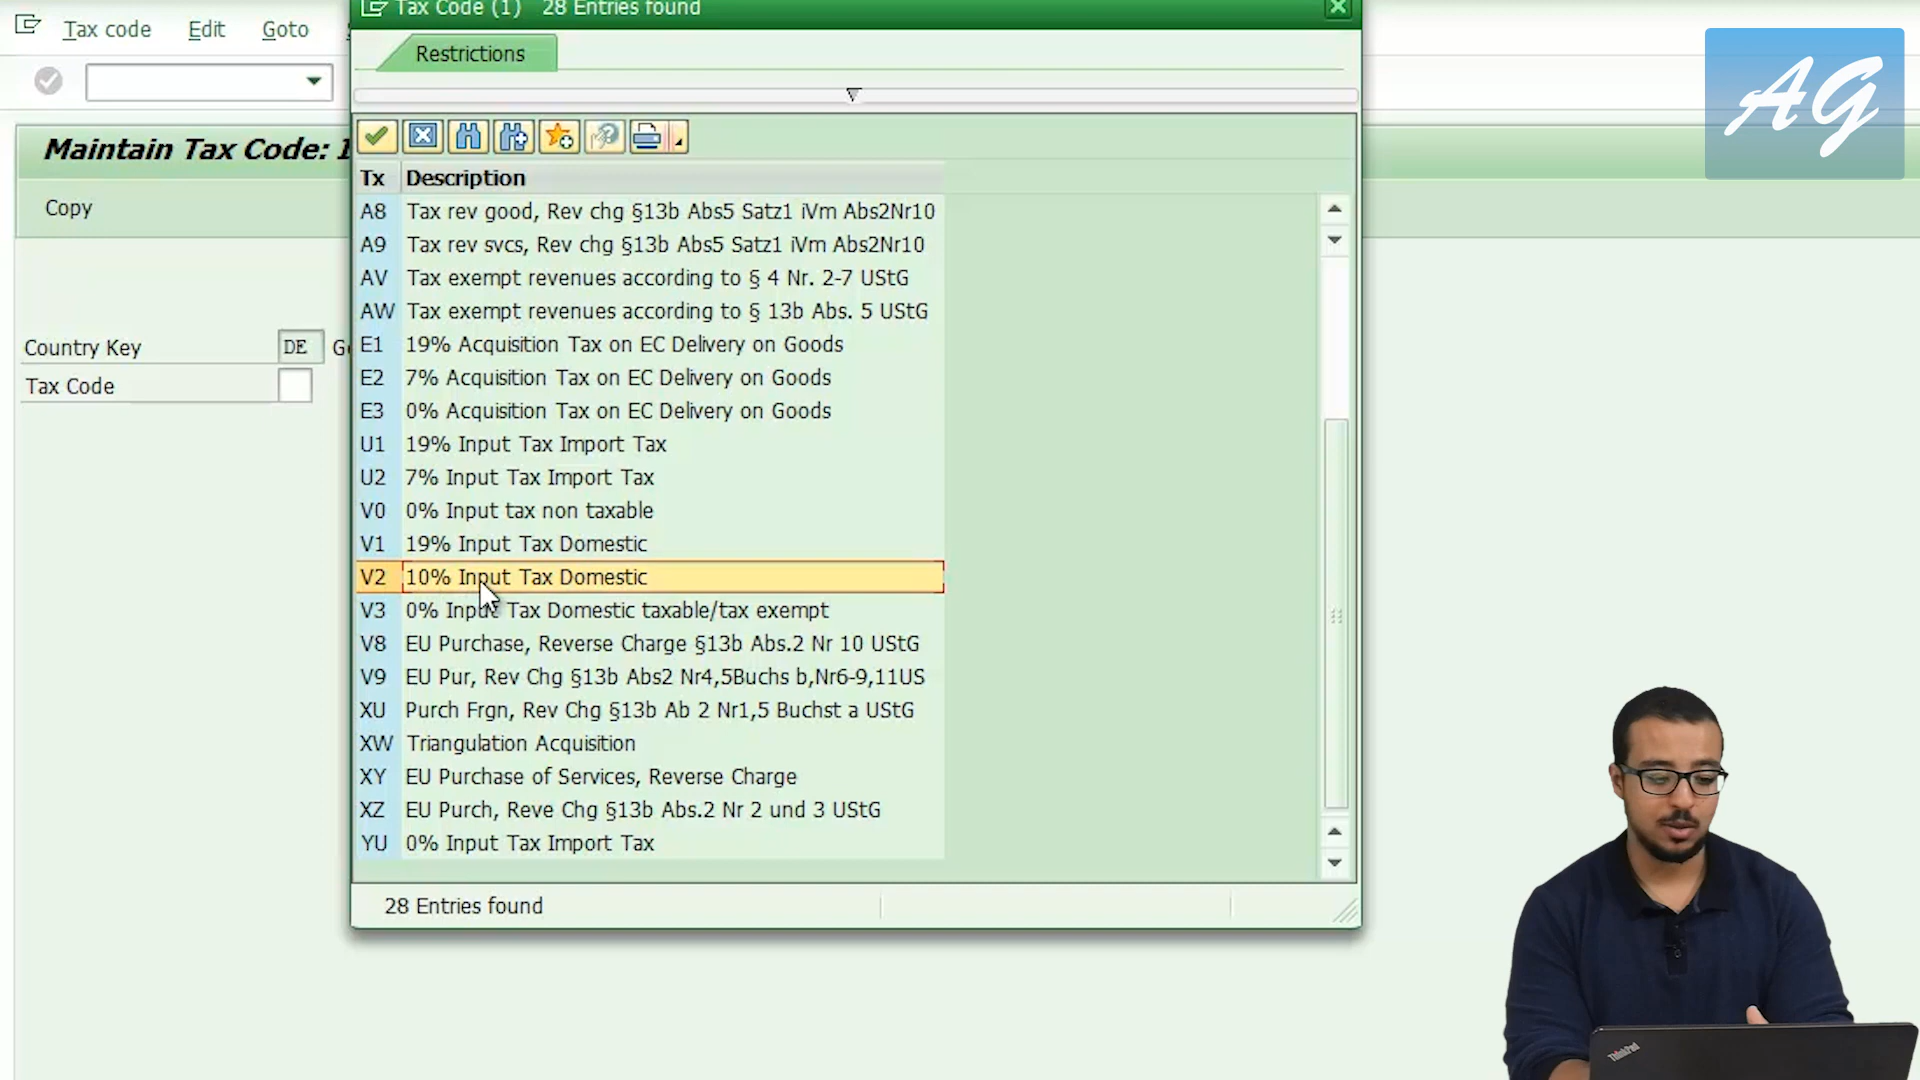 Tax code Edit Goto
Tax Code (1) 28 Entries found
Restrictions
AG
Maintain Tax Code:
Copy
Country Key DE
Tax Code
Tx Description
A8 Tax rev good, Rev chg §13b Abs5 Satz1 iVm Abs2Nr10
A9 Tax rev svcs, Rev chg §13b Abs5 Satz1 iVm Abs2Nr10
AV Tax exempt revenues according to § 4 Nr. 2-7 UStG
AW Tax exempt revenues according to § 13b Abs. 5 UStG
E1 19% Acquisition Tax on EC Delivery on Goods
E2 7% Acquisition Tax on EC Delivery on Goods
E3 0% Acquisition Tax on EC Delivery on Goods
U1 19% Input Tax Import Tax
U2 7% Input Tax Import Tax
V0 0% Input tax non taxable
V1 19% Input Tax Domestic
V2 10% Input Tax Domestic
V3 0% Input Tax Domestic taxable/tax exempt
V8 EU Purchase, Reverse Charge §13b Abs.2 Nr 10 UStG
V9 EU Pur, Rev Chg §13b Abs2 Nr4,5Buchs b,Nr6-9,11US
XU Purch Frgn, Rev Chg §13b Ab 2 Nr1,5 Buchst a UStG
XW Triangulation Acquisition
XY EU Purchase of Services, Reverse Charge
XZ EU Purch, Reve Chg §13b Abs.2 Nr 2 und 3 UStG
YU 0% Input Tax Import Tax
28 Entries found
ThinkPad